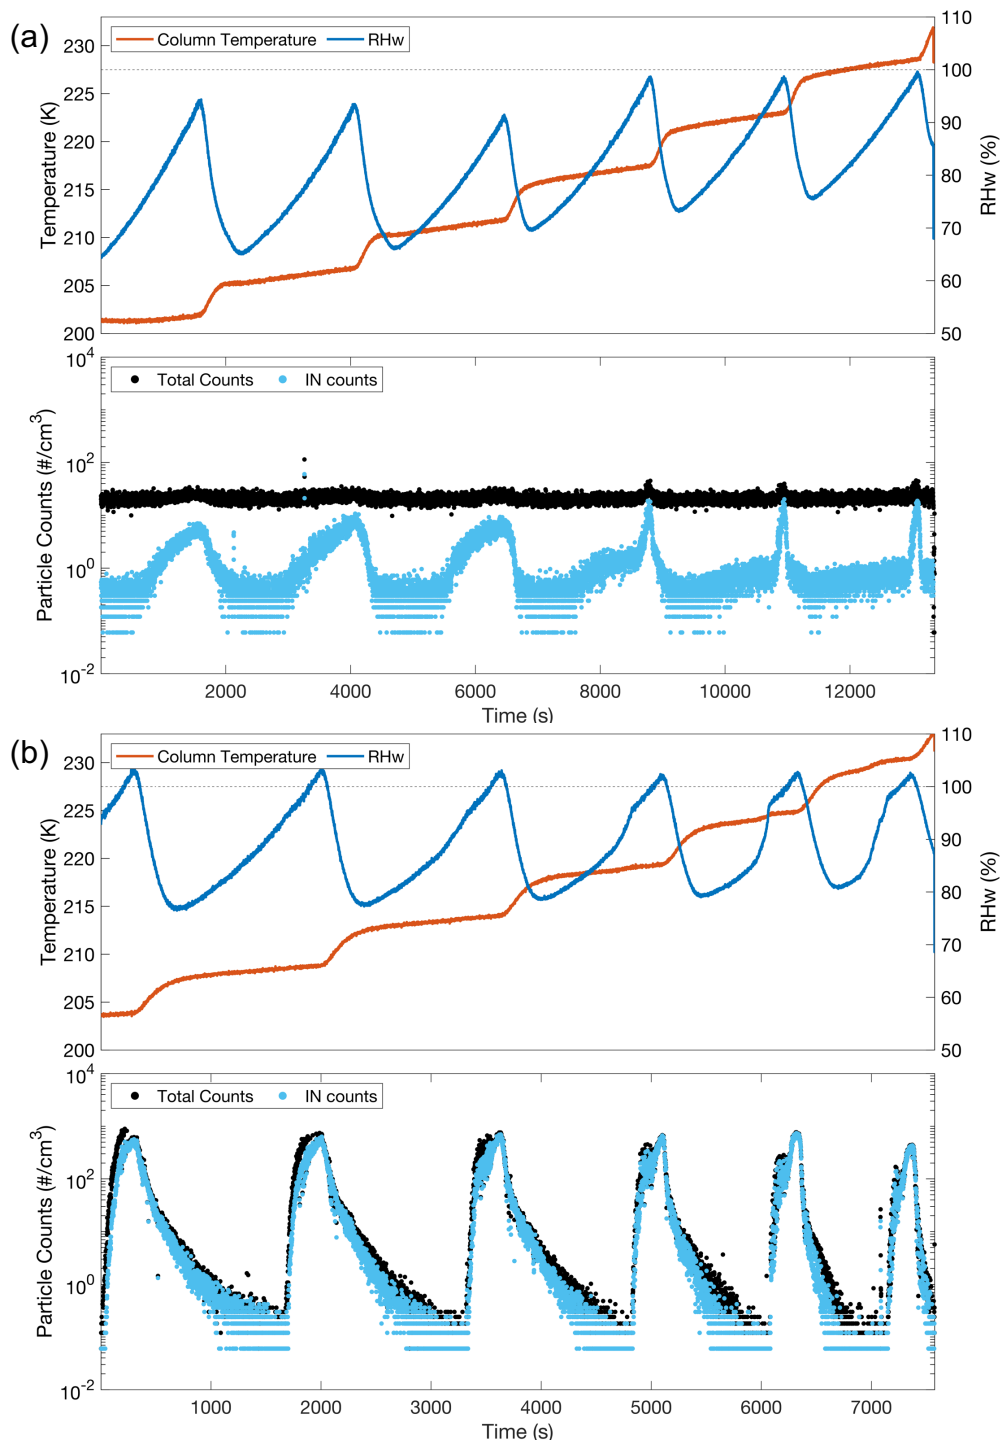 (a)
Column Temperature RHw
230
225
220
215
210
205
200
Temperature (K)
110
100
90
80
70
60
50
RHw (%)
Total Counts IN counts
10^4
10^2
10^0
10^-2
Particle Counts (#/cm^3)
2000 4000 6000 8000 10000 12000
Time (s)
(b)
Column Temperature RHw
230
225
220
215
210
205
200
Temperature (K)
110
100
90
80
70
60
50
RHw (%)
Total Counts IN counts
10^4
10^2
10^0
10^-2
Particle Counts (#/cm^3)
1000 2000 3000 4000 5000 6000 7000
Time (s)